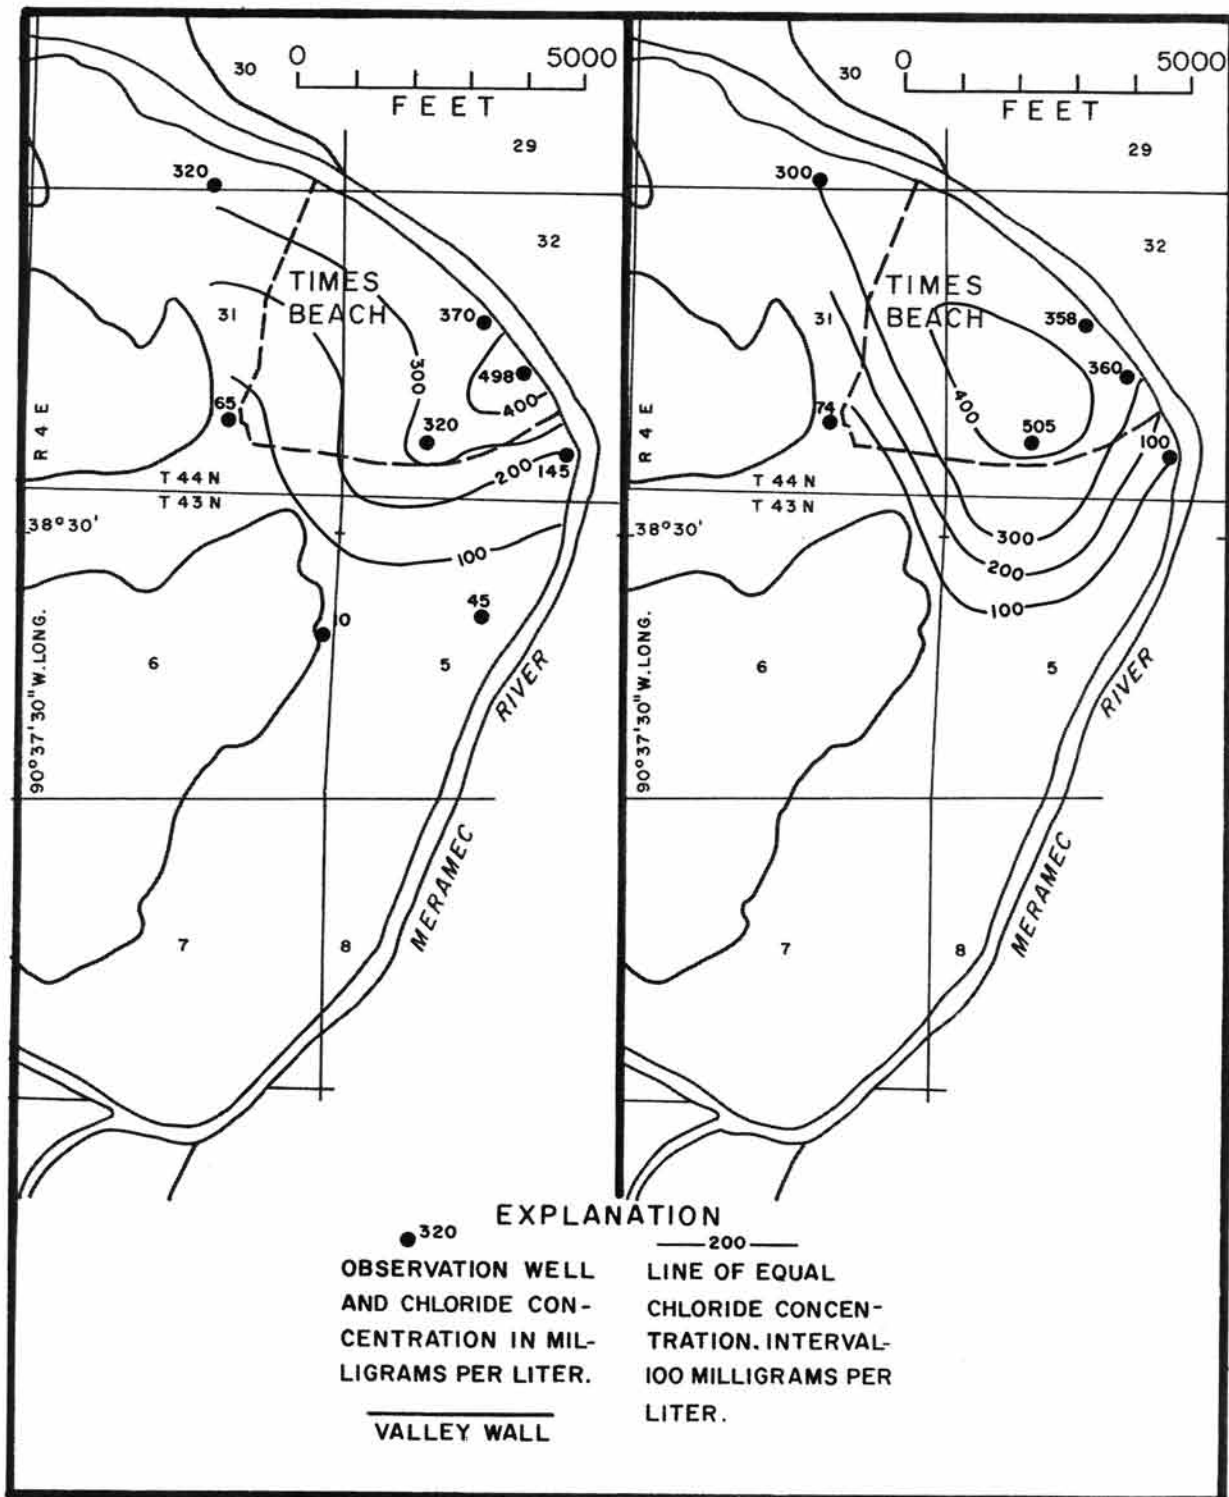 0 5000
FEET
30
29
320
32
TIMES
BEACH
31
370
300
498
400
65
320
R 4 E
200
145
T 44 N
T 43 N
38°30'
100
45
10
6
5
90°37'30" W. LONG.
RIVER
MERAMEC
7
8
0 5000
FEET
30
29
300
32
TIMES
BEACH
31
358
360
400
74
505
R 4 E
100
T 44 N
T 43 N
38°30'
300
200
100
6
5
90°37'30" W. LONG.
RIVER
MERAMEC
7
8
EXPLANATION
320
OBSERVATION WELL
AND CHLORIDE CON-
CENTRATION IN MIL-
LIGRAMS PER LITER.
VALLEY WALL
200
LINE OF EQUAL
CHLORIDE CONCEN-
TRATION. INTERVAL-
100 MILLIGRAMS PER
LITER.